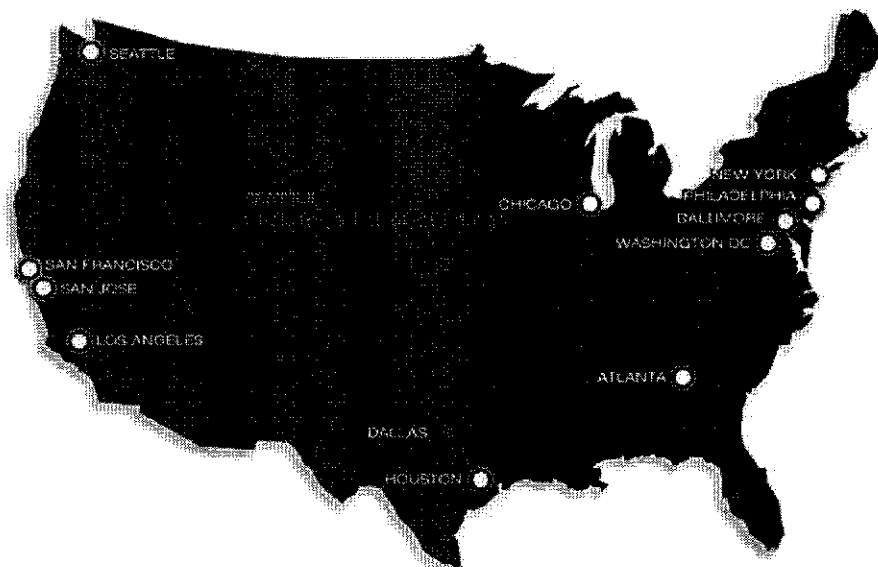 SEATTLE
NEW YORK
PHILADELPHIA
CHICAGO
BALTIMORE
WASHINGTON DC
SAN FRANCISCO
SAN JOSE
LOS ANGELES
ATLANTA
DALLAS
HOUSTON